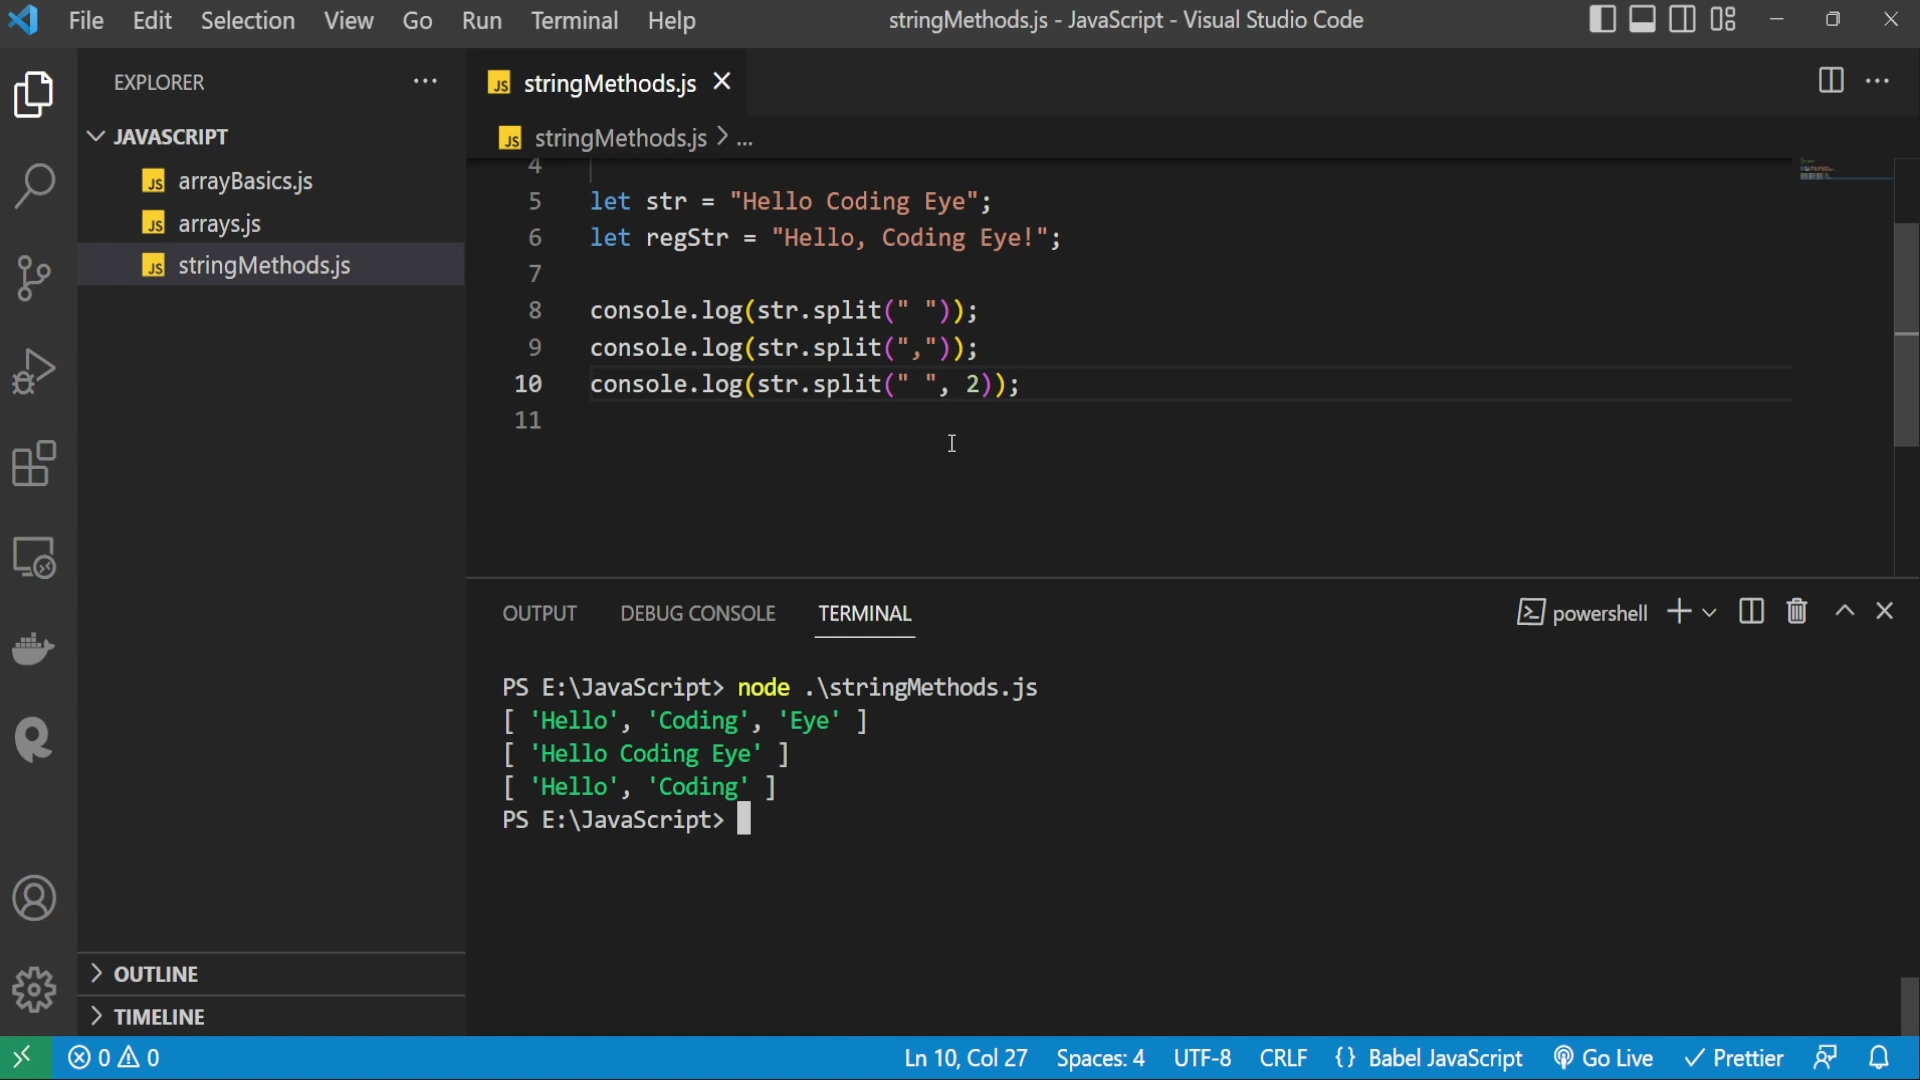 File Edit Selection View Go Run Terminal Help stringMethods.js - JavaScript - Visual Studio Code
EXPLORER
JAVASCRIPT
JS arrayBasics.js
JS arrays.js
JS stringMethods.js
OUTLINE
TIMELINE
JS stringMethods.js
JS stringMethods.js > ...
4
5 let str = "Hello Coding Eye";
6 let regStr = "Hello, Coding Eye!";
7
8 console.log(str.split(" "));
9 console.log(str.split(","));
10 console.log(str.split(" ", 2));
11
OUTPUT DEBUG CONSOLE TERMINAL powershell
PS E:\JavaScript> node .\stringMethods.js
[ 'Hello', 'Coding', 'Eye' ]
[ 'Hello Coding Eye' ]
[ 'Hello', 'Coding' ]
PS E:\JavaScript>
0 0 Ln 10, Col 27 Spaces: 4 UTF-8 CRLF {} Babel JavaScript Go Live Prettier